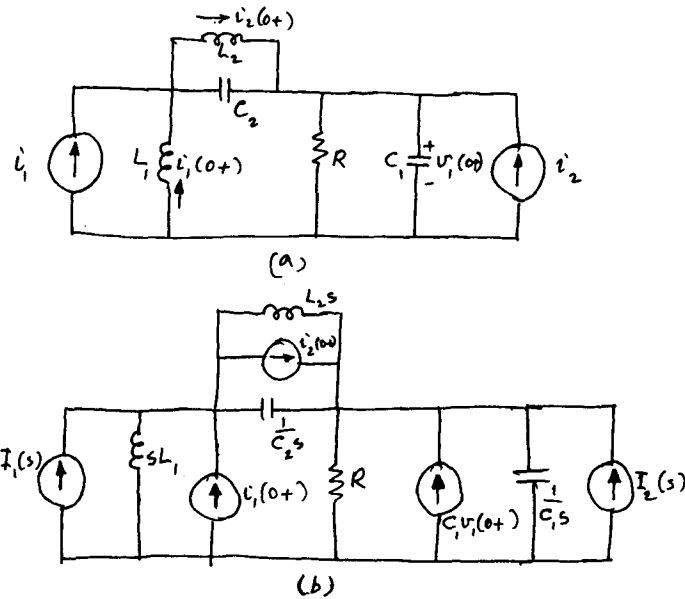 i₂(0+)
L₂
C₂
i₁
L₁
i₁(0+)
R
C₁
+
v₁(0+)
-
i₂
(a)
L₂s
i₂(0+)
1/C₂s
I₁(s)
sL₁
i₁(0+)
R
C₁v₁(0+)
1/C₁s
I₂(s)
(b)